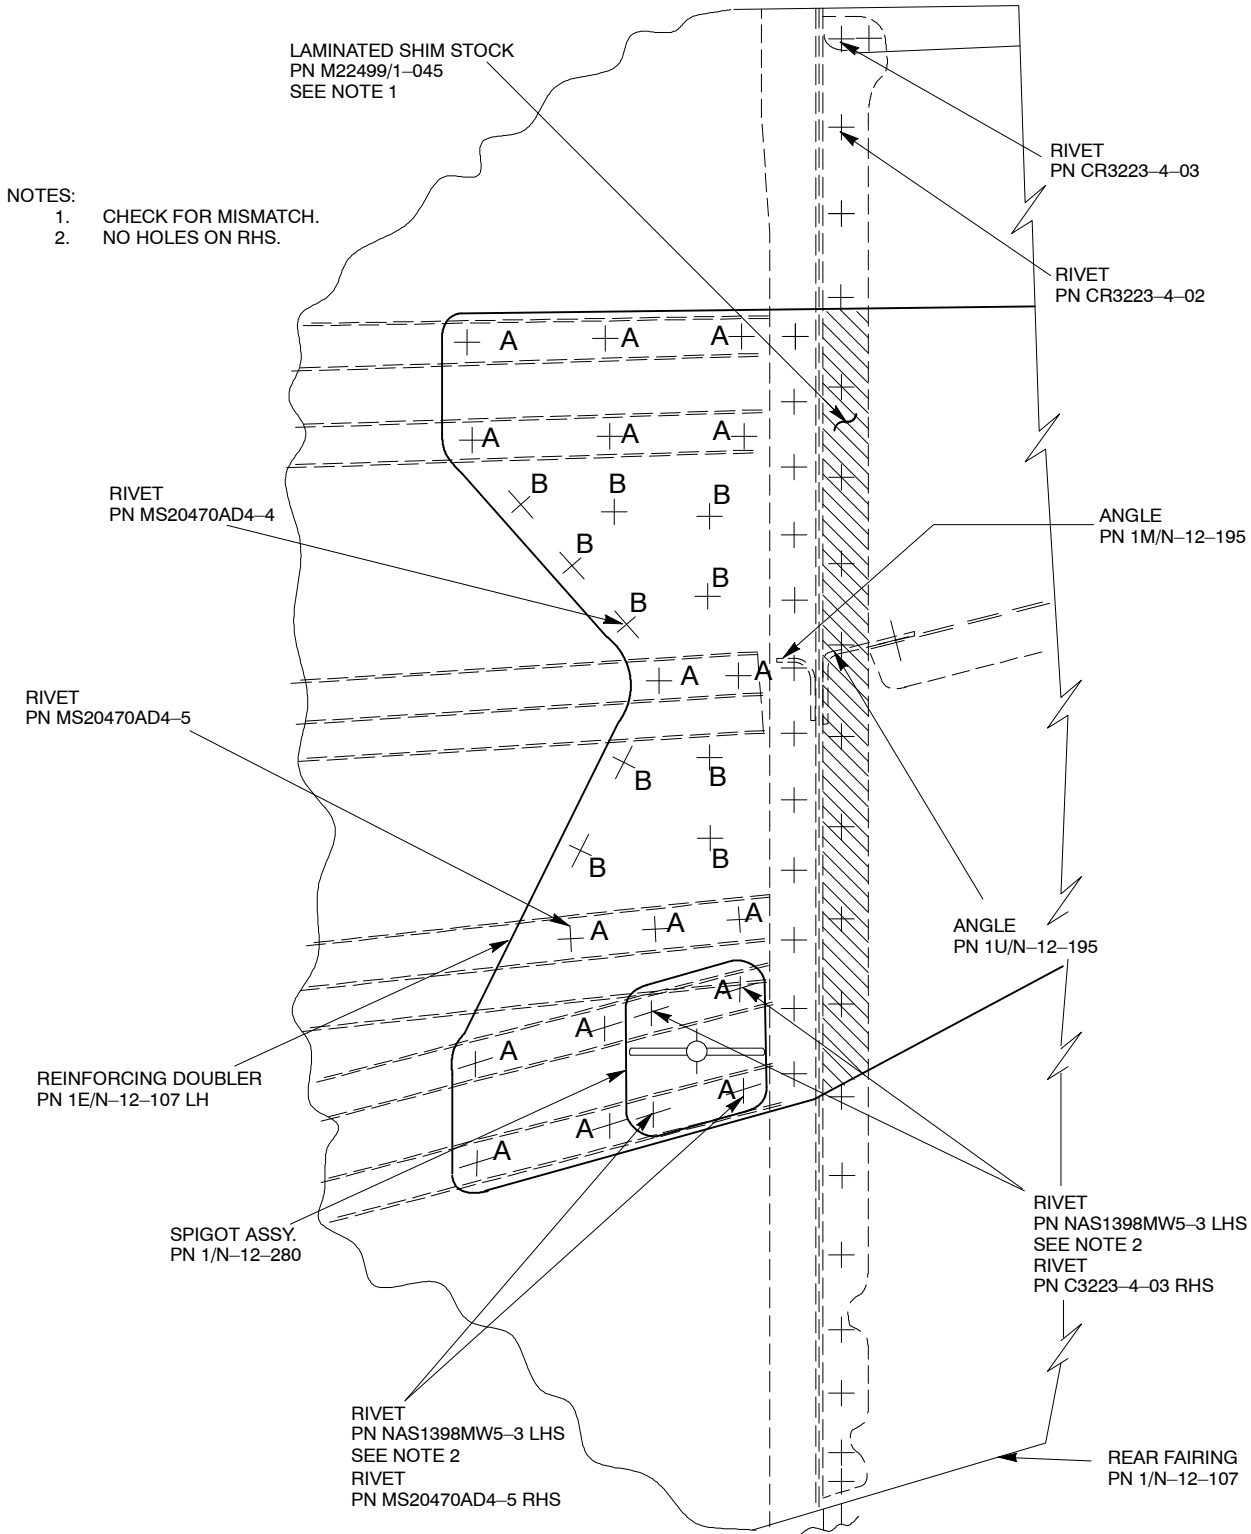 LAMINATED SHIM STOCK
PN M22499/1–045
SEE NOTE 1
RIVET
PN CR3223–4–03
NOTES:
1. CHECK FOR MISMATCH.
2. NO HOLES ON RHS.
RIVET
PN CR3223–4–02
A A A
A A A
B B B
RIVET
PN MS20470AD4–4
ANGLE
PN 1M/N–12–195
B
B
B
A A
RIVET
PN MS20470AD4–5
B B
B B
A A A
ANGLE
PN 1U/N–12–195
A
A
A
REINFORCING DOUBLER
PN 1E/N–12–107 LH
A
A
A
SPIGOT ASSY.
PN 1/N–12–280
RIVET
PN NAS1398MW5–3 LHS
SEE NOTE 2
RIVET
PN C3223–4–03 RHS
RIVET
PN NAS1398MW5–3 LHS
SEE NOTE 2
RIVET
PN MS20470AD4–5 RHS
REAR FAIRING
PN 1/N–12–107